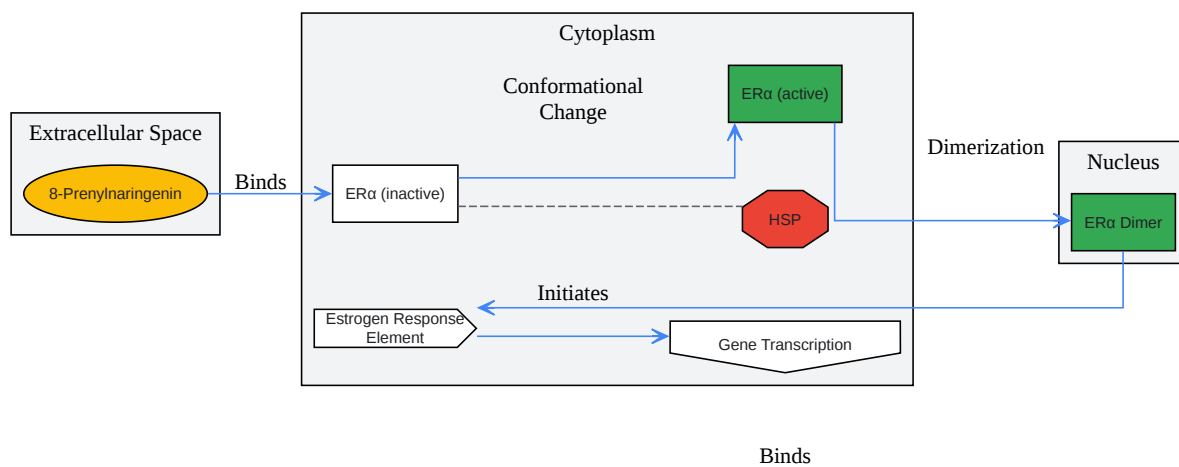 Cytoplasm
Conformational
Change
ERα (active)
Extracellular Space
8-Prenylnaringenin
Binds
ERα (inactive)
HSP
Dimerization
Nucleus
ERα Dimer
Initiates
Estrogen Response
Element
Gene Transcription
Binds